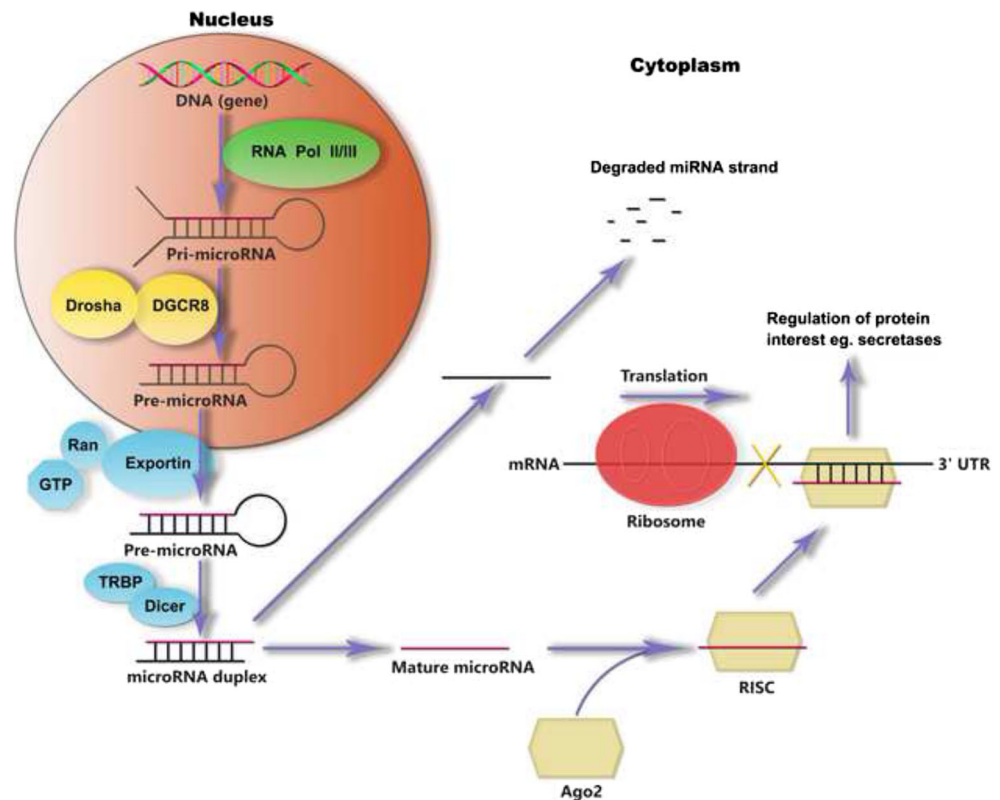 Nucleus
Cytoplasm
DNA (gene)
RNA Pol II/III
Degraded miRNA strand
Pri-microRNA
Drosha
DGCR8
Regulation of protein
interest eg. secretases
Pre-microRNA
Translation
Ran
Exportin
GTP
mRNA
3' UTR
Ribosome
Pre-microRNA
TRBP
Dicer
microRNA duplex
Mature microRNA
RISC
Ago2